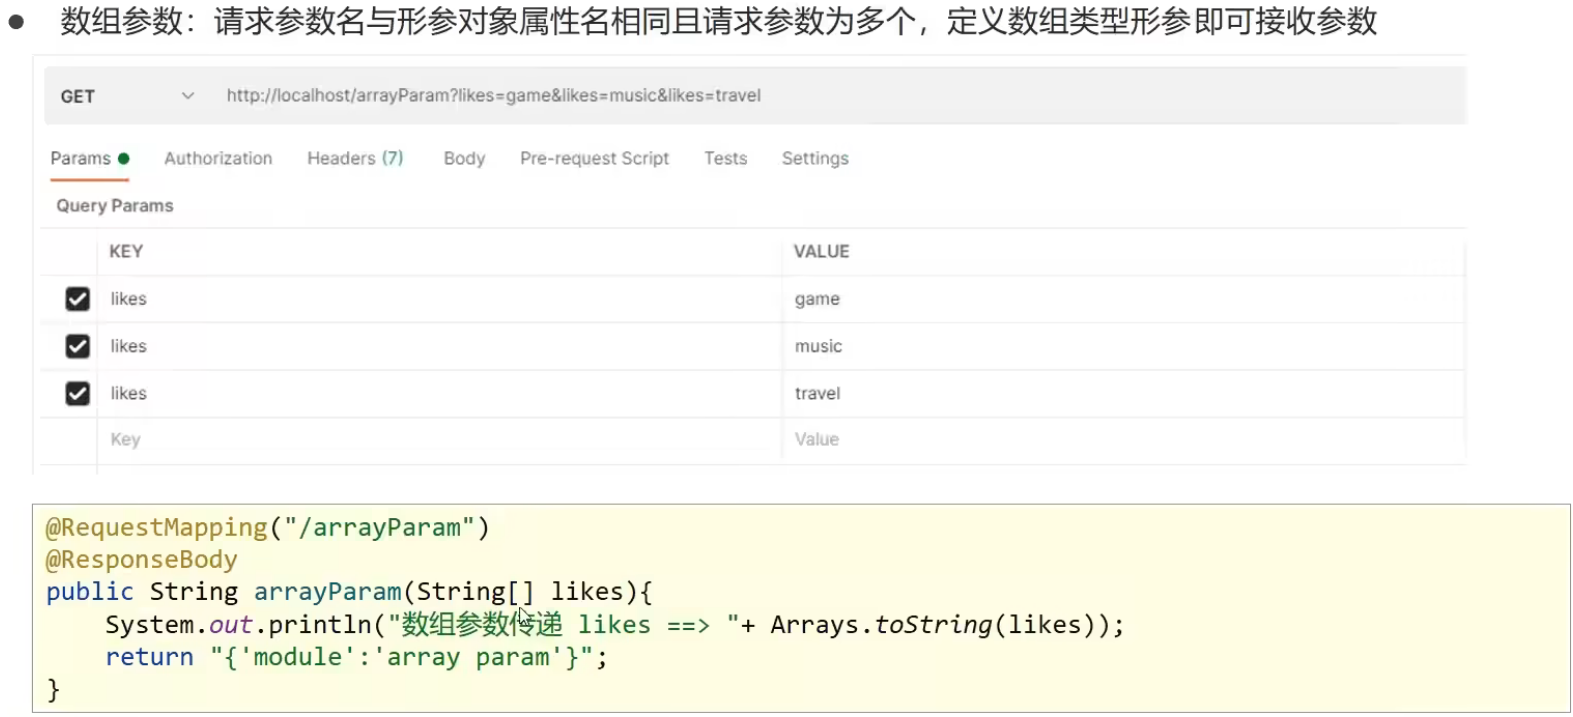 数组参数：请求参数名与形参对象属性名相同且请求参数为多个，定义数组类型形参即可接收参数
GET http://localhost/arrayParam?likes=game&likes=music&likes=travel
Params Authorization Headers (7) Body Pre-request Script Tests Settings
Query Params
KEY VALUE
likes game
likes music
likes travel
Key Value
@RequestMapping("/arrayParam")
@ResponseBody
public String arrayParam(String[] likes){
System.out.println("数组参数传递 likes ==> "+ Arrays.toString(likes));
return "{'module':'array param'}";
}